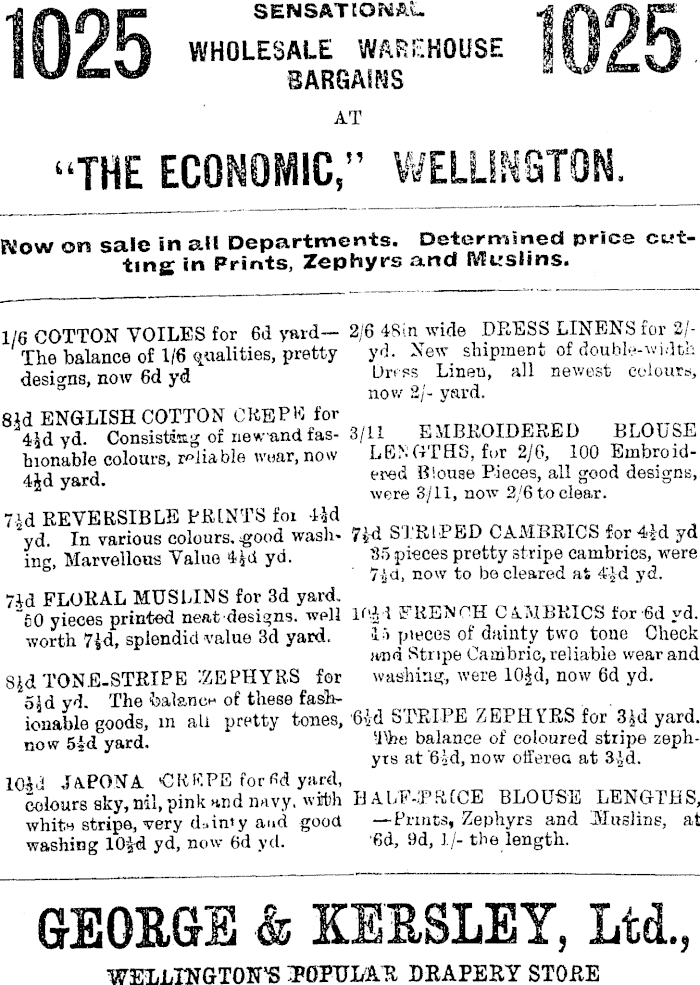 1025 SENSATIONAL 1025
WHOLESALE WAREHOUSE
BARGAINS
AT
"THE ECONOMIC," WELLINGTON.
Now on sale in all Departments. Determined price cut-
ting in Prints, Zephyrs and Muslins.
1/6 COTTON VOILES for 6d yard—
The balance of 1/6 qualities, pretty
designs, now 6d yd
8½d ENGLISH COTTON CREPE for
4½d yd. Consisting of new and fas-
hionable colours, reliable wear, now
4½d yard.
7½d REVERSIBLE PRINTS for 4½d
yd. In various colours, good wash-
ing, Marvellous Value 4½d yd.
7½d FLORAL MUSLINS for 3d yard.
50 yieces printed neat designs. well
worth 7½d, splendid value 3d yard.
8½d TONE-STRIPE ZEPHYRS for
5½d yd. The balance of these fash-
ionable goods, in all pretty tones,
now 5½d yard.
10½d JAPONA CREPE for 6d yard,
colours sky, nil, pink and navy, with
white stripe, very dainty and good
washing 10½d yd, now 6d yd.
2/6 48in wide DRESS LINENS for 2/-
yd. New shipment of double-width
Dress Linen, all newest colours,
now 2/- yard.
3/11 EMBROIDERED BLOUSE
LENGTHS, for 2/6, 100 Embroid-
ered Blouse Pieces, all good designs,
were 3/11, now 2/6 to clear.
7½d STRIPED CAMBRICS for 4½d yd
35 pieces pretty stripe cambrics, were
7½d, now to be cleared at 4½d yd.
10½d FRENCH CAMBRICS for 6d yd.
15 pieces of dainty two tone Check
and Stripe Cambric, reliable wear and
washing, were 10½d, now 6d yd.
6½d STRIPE ZEPHYRS for 3½d yard.
The balance of coloured stripe zeph-
yrs at 6½d, now offered at 3½d.
HALF-PRICE BLOUSE LENGTHS,
—Prints, Zephyrs and Muslins, at
6d, 9d, 1/- the length.
GEORGE & KERSLEY, Ltd.,
WELLINGTON'S POPULAR DRAPERY STORE